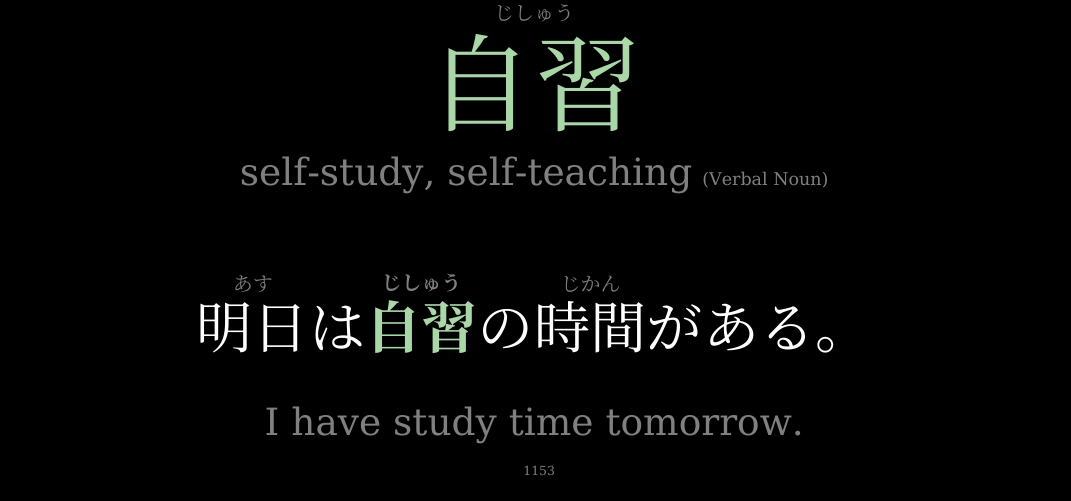 じしゅう
自習
self-study, self-teaching (Verbal Noun)
あす じしゅう じかん
明日は自習の時間がある。
I have study time tomorrow.
1153